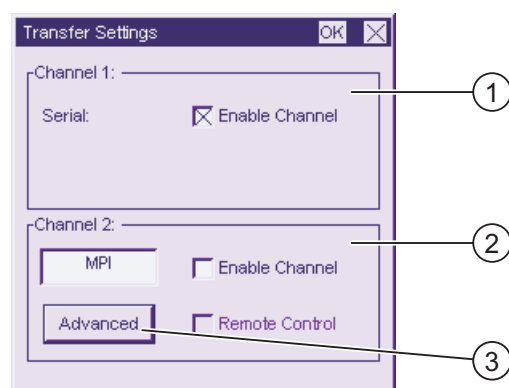 Transfer Settings OK
Channel 1:
Serial: Enable Channel
1
Channel 2:
MPI Enable Channel
2
Advanced Remote Control
3